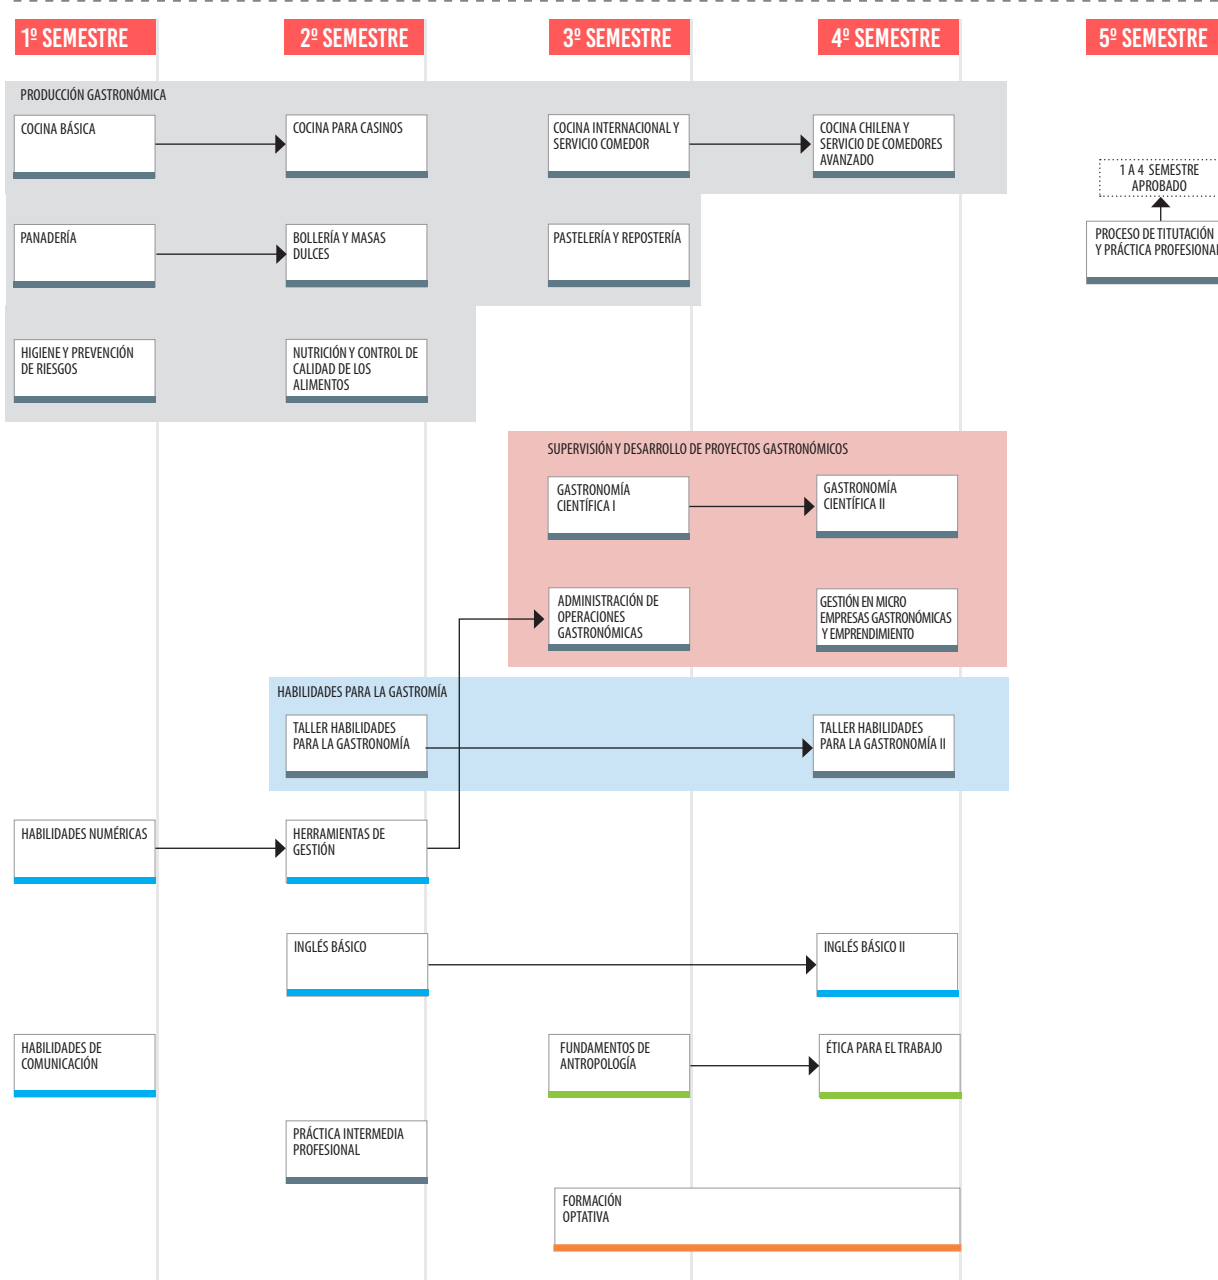 1º SEMESTRE
2º SEMESTRE
3º SEMESTRE
4º SEMESTRE
5º SEMESTRE
PRODUCCIÓN GASTRONÓMICA
COCINA BÁSICA
COCINA PARA CASINOS
COCINA INTERNACIONAL Y
SERVICIO COMEDOR
COCINA CHILENA Y
SERVICIO DE COMEDORES
AVANZADO
1 A 4 SEMESTRE
APROBADO
PANADERÍA
BOLLERÍA Y MASAS
DULCES
PASTELERÍA Y REPOSTERÍA
PROCESO DE TITUTACIÓN
Y PRÁCTICA PROFESIONAL
HIGIENE Y PREVENCIÓN
DE RIESGOS
NUTRICIÓN Y CONTROL DE
CALIDAD DE LOS
ALIMENTOS
SUPERVISIÓN Y DESARROLLO DE PROYECTOS GASTRONÓMICOS
GASTRONOMÍA
CIENTÍFICA I
GASTRONOMÍA
CIENTÍFICA II
ADMINISTRACIÓN DE
OPERACIONES
GASTRONÓMICAS
GESTIÓN EN MICRO
EMPRESAS GASTRONÓMICAS
Y EMPRENDIMIENTO
HABILIDADES PARA LA GASTROMÍA
TALLER HABILIDADES
PARA LA GASTRONOMÍA
TALLER HABILIDADES
PARA LA GASTRONOMÍA II
HABILIDADES NUMÉRICAS
HERRAMIENTAS DE
GESTIÓN
INGLÉS BÁSICO
INGLÉS BÁSICO II
HABILIDADES DE
COMUNICACIÓN
FUNDAMENTOS DE
ANTROPOLOGÍA
ÉTICA PARA EL TRABAJO
PRÁCTICA INTERMEDIA
PROFESIONAL
FORMACIÓN
OPTATIVA